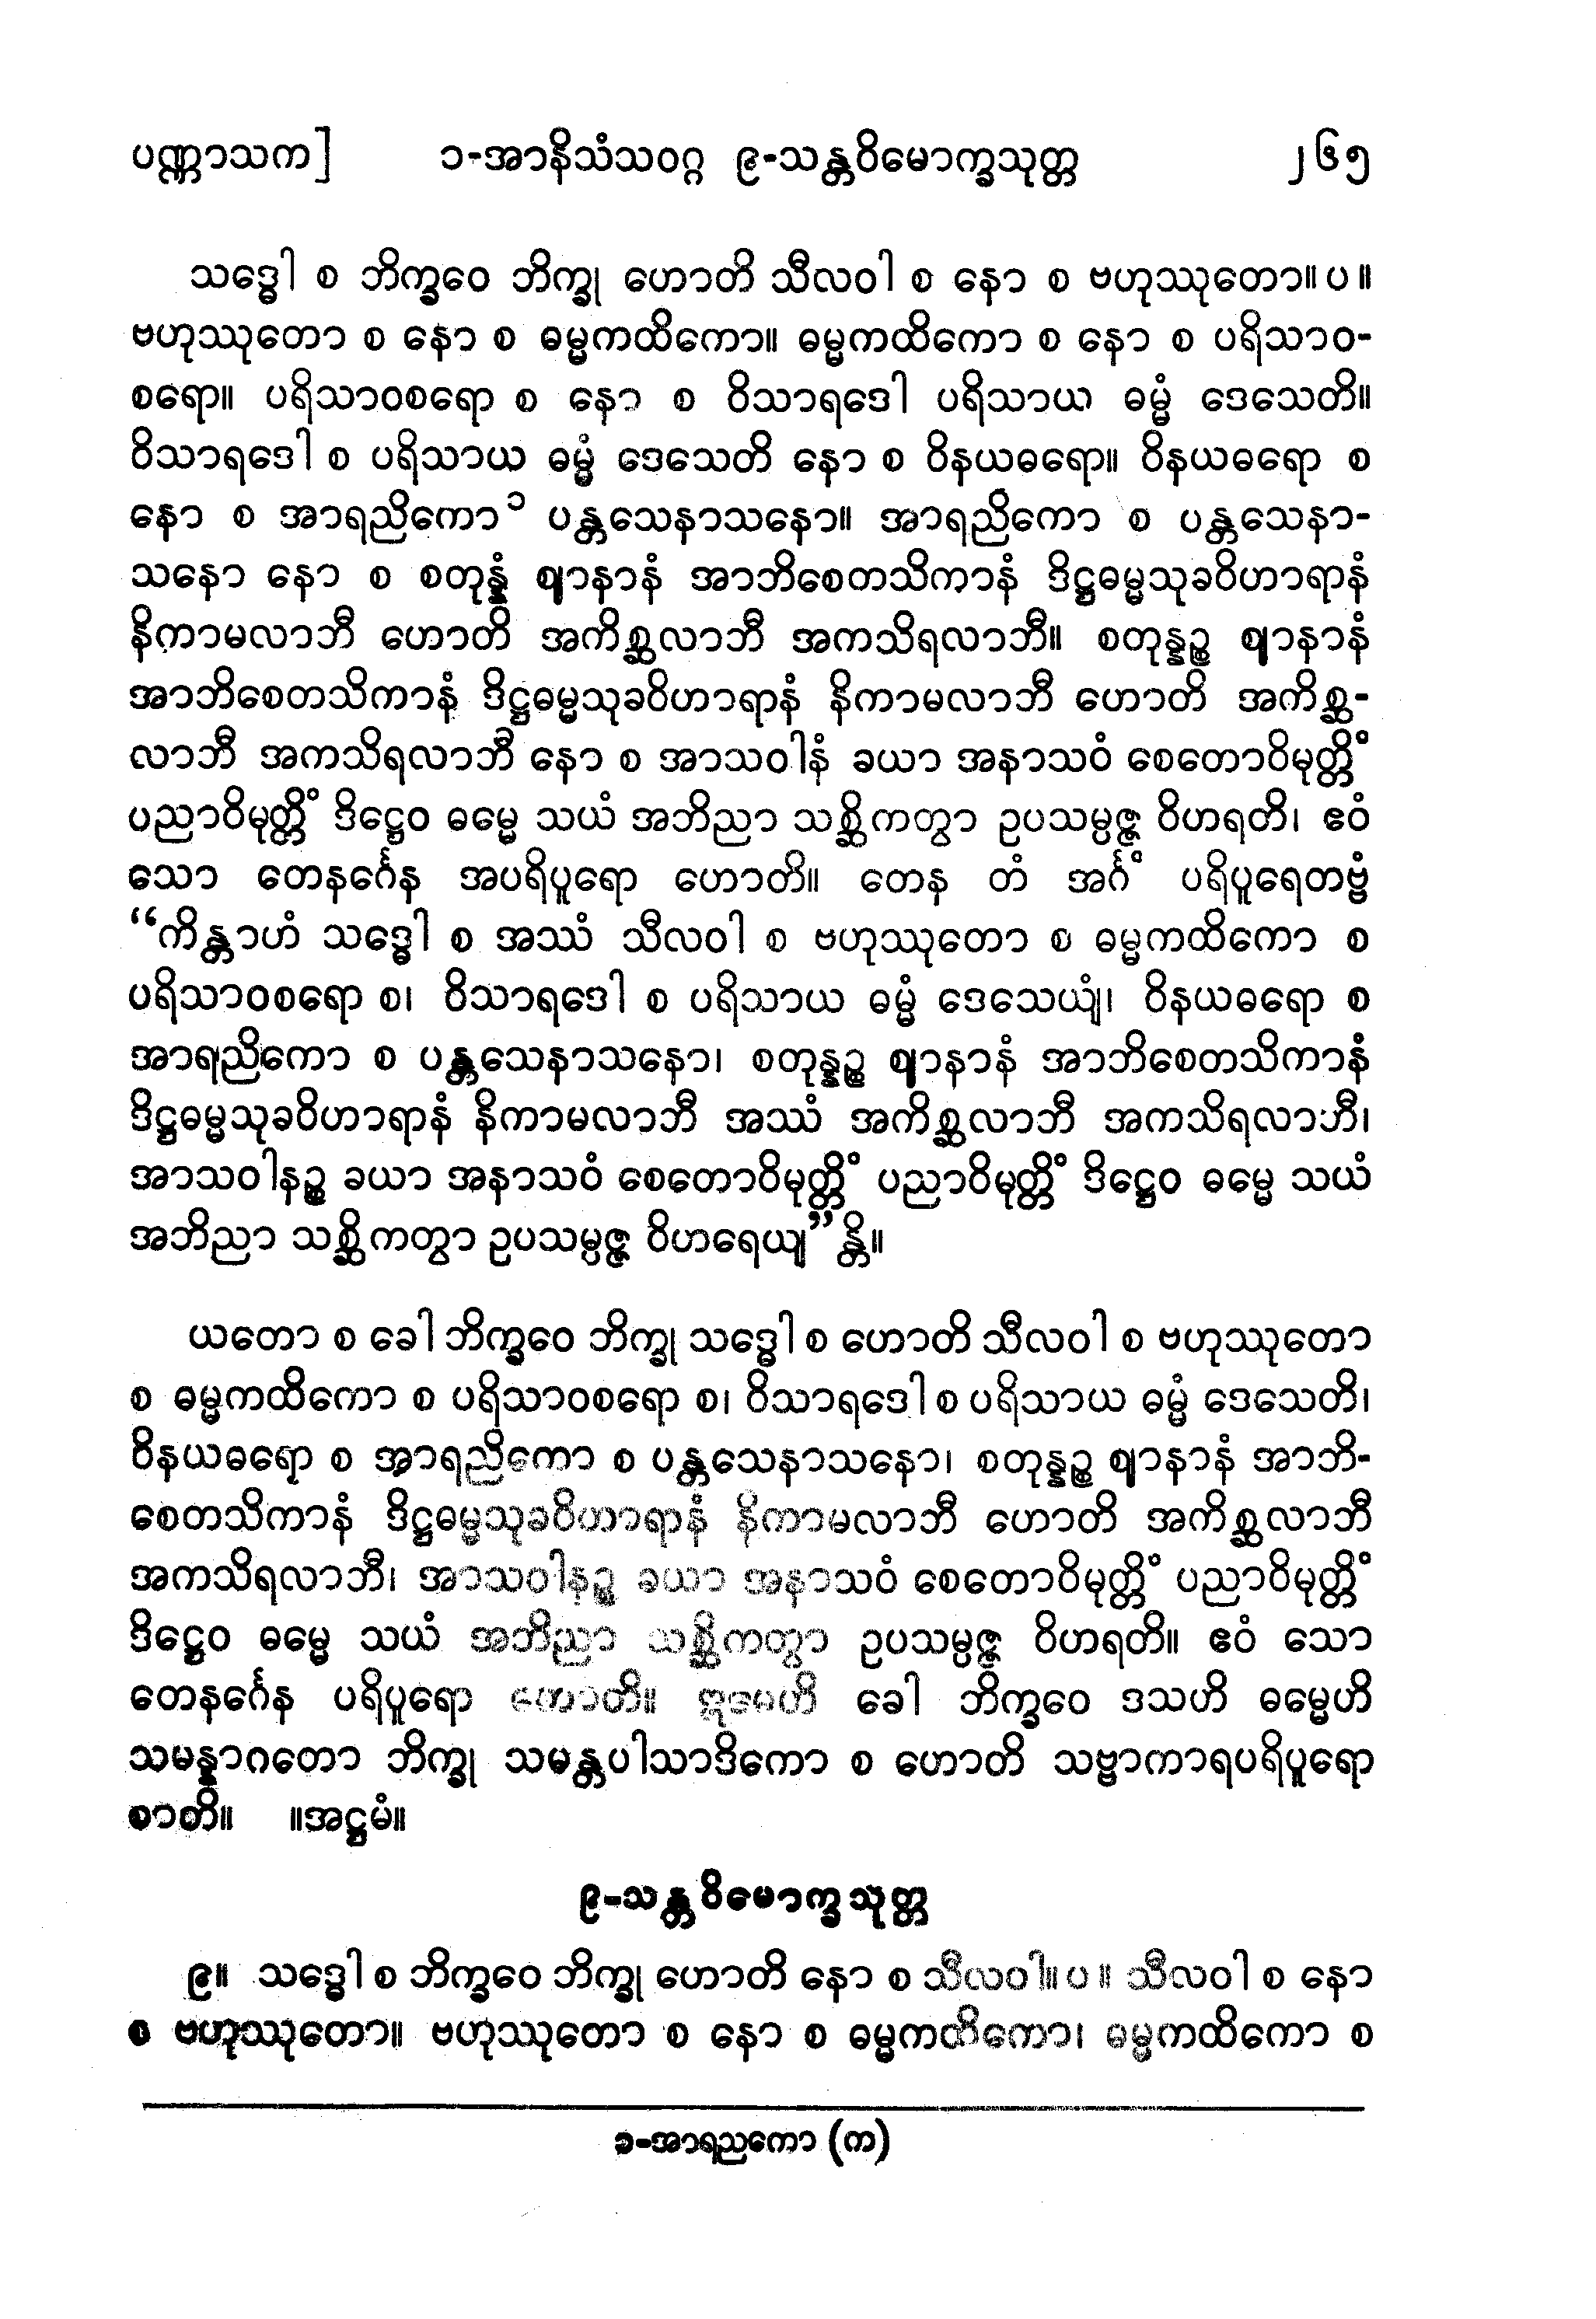 ပဏ္ဏာသက] ၁-အာနိသံသဝဂ္ဂ ၉-သန္တဝိမောက္ခသုတ္တ ၂၆၅
သဒ္ဓေါ စ ဘိက္ခဝေ ဘိက္ခု ဟောတိ သီလဝါ စ နော စ ဗဟုဿုတော။ ပ ။
ဗဟုဿုတော စ နော စ ဓမ္မကထိကော။ ဓမ္မကထိကော စ နော စ ပရိသာဝ-
စရော။ ပရိသာဝစရော စ နော စ ဝိသာရဒေါ ပရိသာယ ဓမ္မံ ဒေသေတိ။
ဝိသာရဒေါ စ ပရိသာယ ဓမ္မံ ဒေသေတိ နော စ ဝိနယဓရော။ ဝိနယဓရော စ
နော စ အာရညိကော ၁ ပန္တသေနာသနော။ အာရညိကော စ ပန္တသေနာ-
သနော နော စ စတုန္နံ ဈာနာနံ အာဘိစေတသိကာနံ ဒိဋ္ဌဓမ္မသုခဝိဟာရာနံ
နိကာမလာဘီ ဟောတိ အကိစ္ဆလာဘီ အကသိရလာဘီ။ စတုန္နဉ္စ ဈာနာနံ
အာဘိစေတသိကာနံ ဒိဋ္ဌဓမ္မသုခဝိဟာရာနံ နိကာမလာဘီ ဟောတိ အကိစ္ဆ-
လာဘီ အကသိရလာဘီ နော စ အာသဝါနံ ခယာ အနာသဝံ စေတောဝိမုတ္တိံ
ပညာဝိမုတ္တိံ ဒိဋ္ဌေဝ ဓမ္မေ သယံ အဘိညာ သစ္ဆိကတွာ ဥပသမ္ပဇ္ဇ ဝိဟရတိ၊ ဧဝံ
သော တေနင်္ဂေန အပရိပူရော ဟောတိ။ တေန တံ အင်္ဂံ ပရိပူရေတဗ္ဗံ
“ကိန္တာဟံ သဒ္ဓေါ စ အဿံ သီလဝါ စ ဗဟုဿုတော စ ဓမ္မကထိကော စ
ပရိသာဝစရော စ၊ ဝိသာရဒေါ စ ပရိသာယ ဓမ္မံ ဒေသေယျံ၊ ဝိနယဓရော စ
အာရညိကော စ ပန္တသေနာသနော၊ စတုန္နဉ္စ ဈာနာနံ အာဘိစေတသိကာနံ
ဒိဋ္ဌဓမ္မသုခဝိဟာရာနံ နိကာမလာဘီ အဿံ အကိစ္ဆလာဘီ အကသိရလာဘီ၊
အာသဝါနဉ္စ ခယာ အနာသဝံ စေတောဝိမုတ္တိံ ပညာဝိမုတ္တိံ ဒိဋ္ဌေဝ ဓမ္မေ သယံ
အဘိညာ သစ္ဆိကတွာ ဥပသမ္ပဇ္ဇ ဝိဟရေယျ”န္တိ။
ယတော စ ခေါ ဘိက္ခဝေ ဘိက္ခု သဒ္ဓေါ စ ဟောတိ သီလဝါ စ ဗဟုဿုတော
စ ဓမ္မကထိကော စ ပရိသာဝစရော စ၊ ဝိသာရဒေါ စ ပရိသာယ ဓမ္မံ ဒေသေတိ၊
ဝိနယဓရော စ အာရညိကော စ ပန္တသေနာသနော၊ စတုန္နဉ္စ ဈာနာနံ အာဘိ-
စေတသိကာနံ ဒိဋ္ဌဓမ္မသုခဝိဟာရာနံ နိကာမလာဘီ ဟောတိ အကိစ္ဆလာဘီ
အကသိရလာဘီ၊ အာသဝါနဉ္စ ခယာ အနာသဝံ စေတောဝိမုတ္တိံ ပညာဝိမုတ္တိံ
ဒိဋ္ဌေဝ ဓမ္မေ သယံ အဘိညာ သစ္ဆိကတွာ ဥပသမ္ပဇ္ဇ ဝိဟရတိ။ ဧဝံ သော
တေနင်္ဂေန ပရိပူရော ဟောတိ။ ဣမေဟိ ခေါ ဘိက္ခဝေ ဒသဟိ ဓမ္မေဟိ
သမန္နာဂတော ဘိက္ခု သမန္တပါသာဒိကော စ ဟောတိ သဗ္ဗာကာရပရိပူရော
စာတိ။ ။အဋ္ဌမံ။
၉-သန္တဝိမောက္ခသုတ္တ
၉။ သဒ္ဓေါ စ ဘိက္ခဝေ ဘိက္ခု ဟောတိ နော စ သီလဝါ။ ပ ။ သီလဝါ စ နော
စ ဗဟုဿုတော။ ဗဟုဿုတော စ နော စ ဓမ္မကထိကော၊ ဓမ္မကထိကော စ
၁-အာရညကော (က)